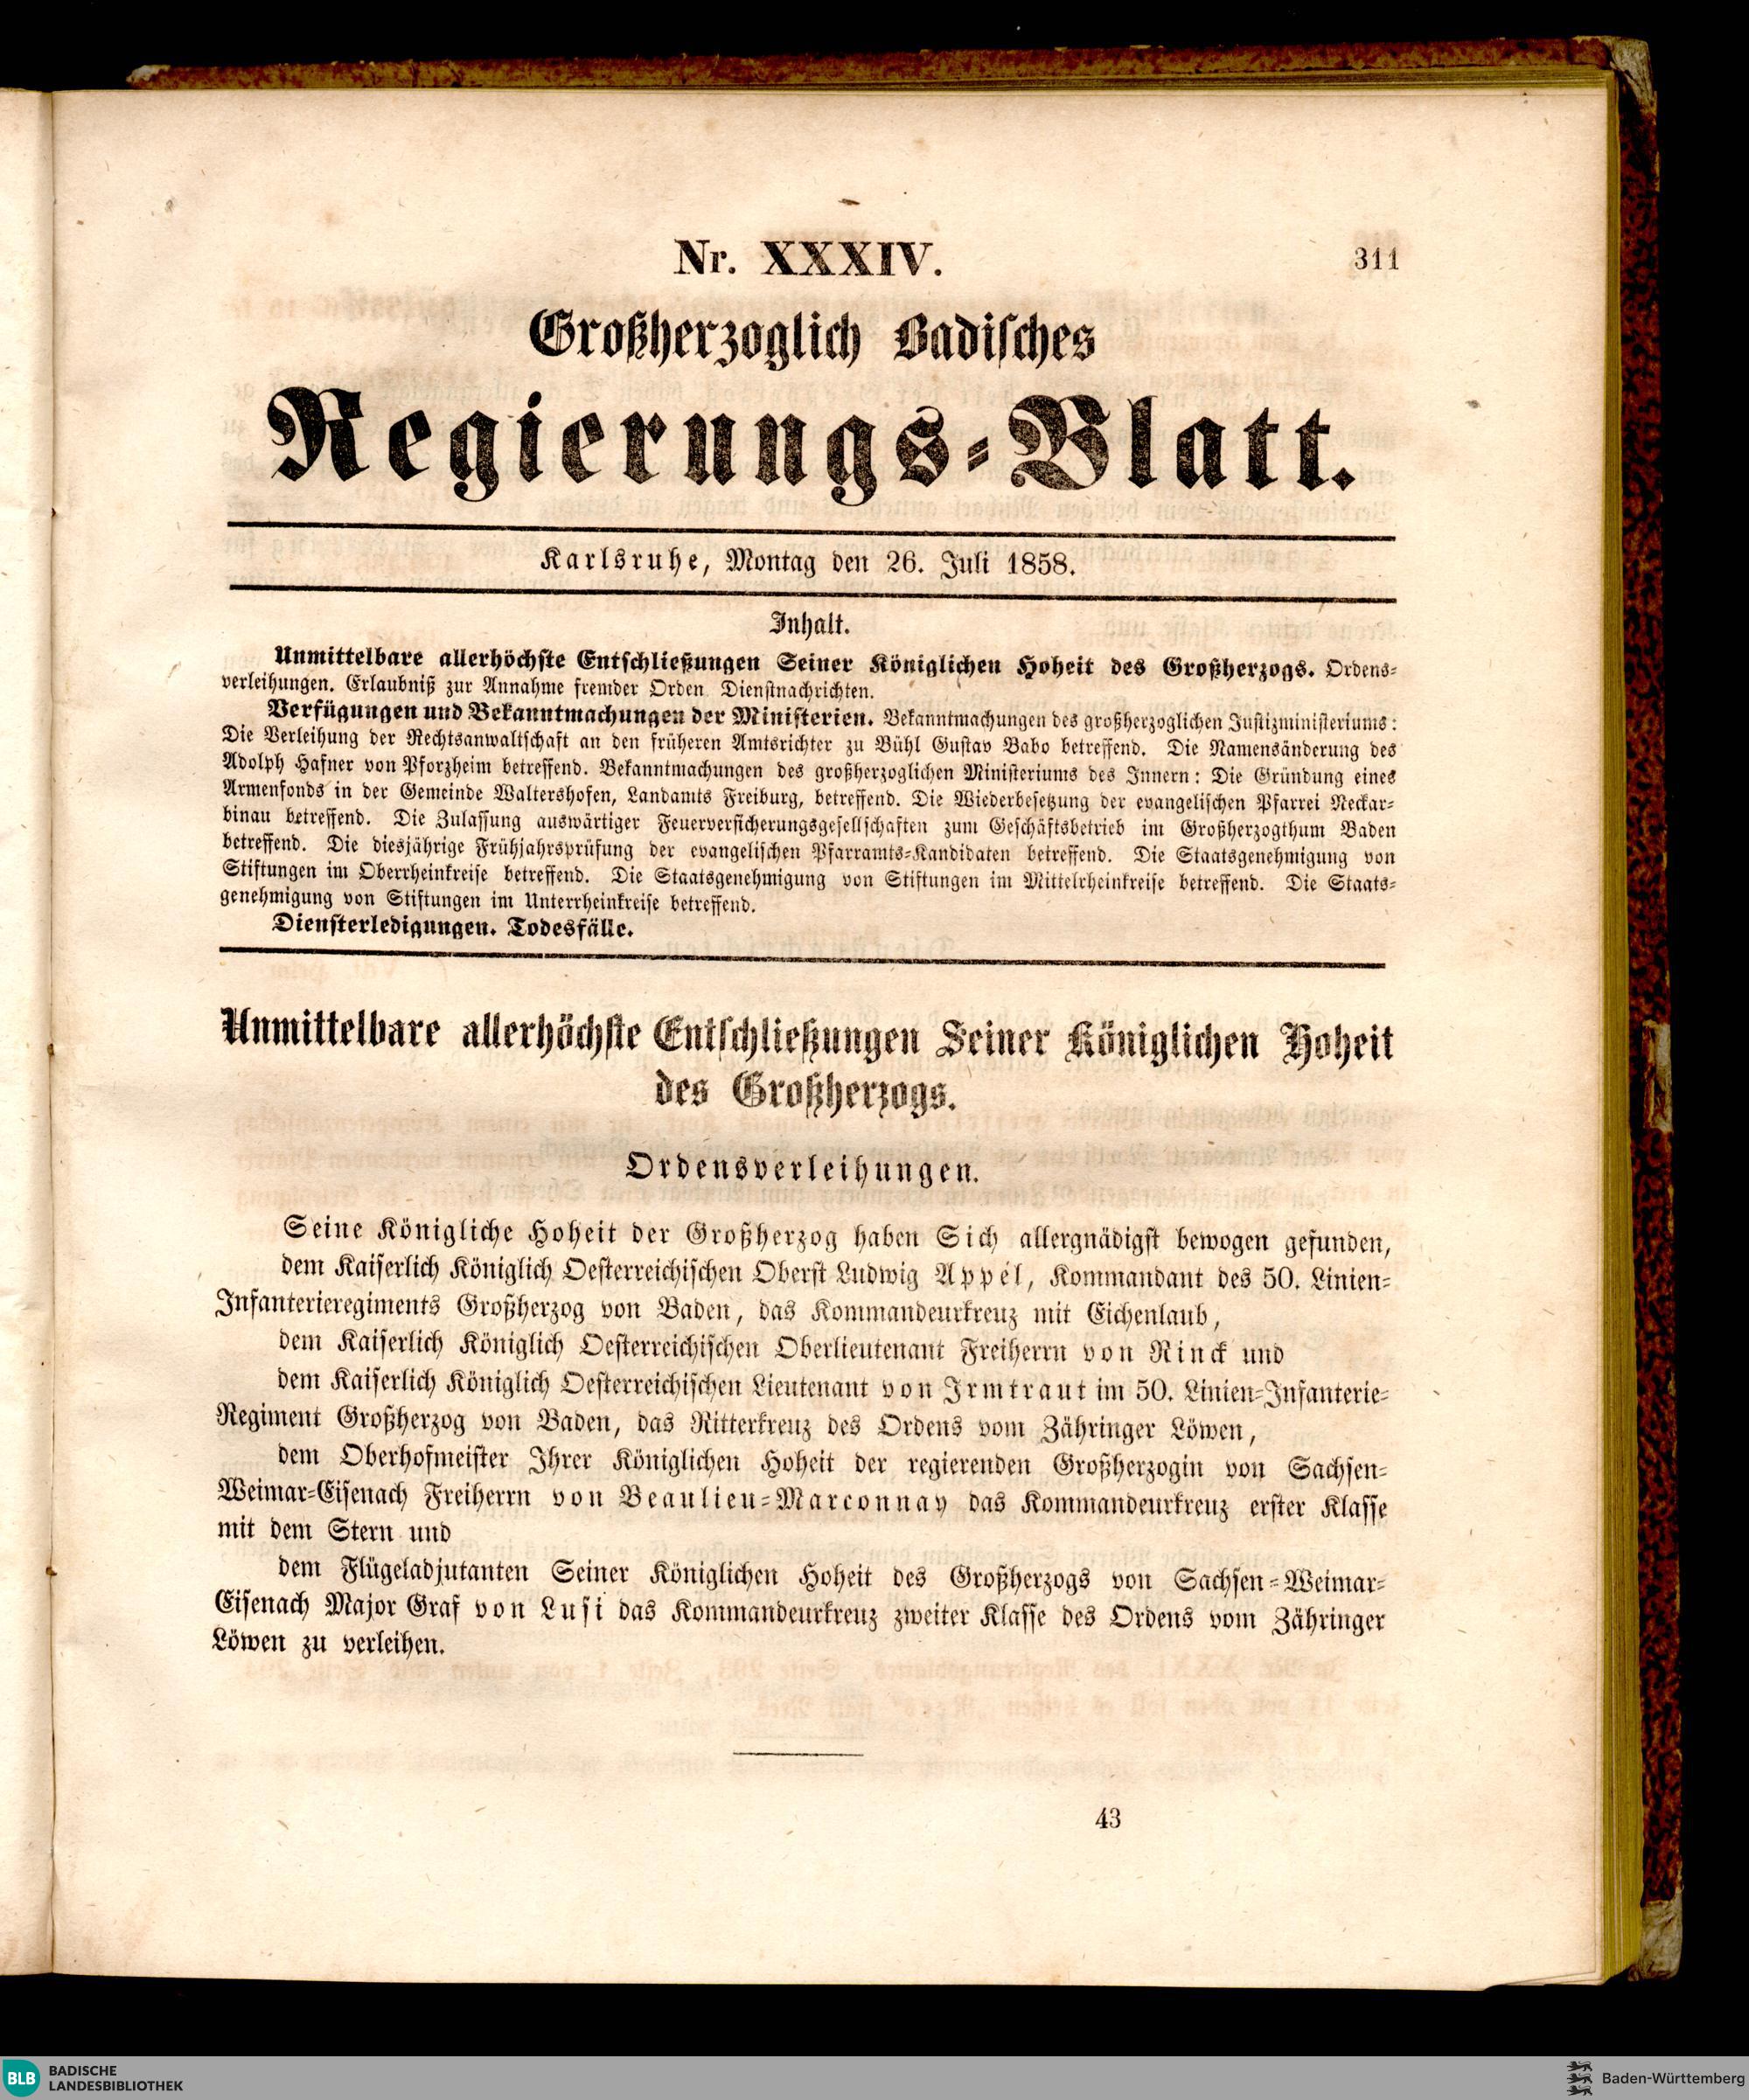 Nr. XXXIV.
311
Großherzoglich Badisches
Regierungs-Blatt.
Karlsruhe, Montag den 26. Juli 1858.
Inhalt.
Unmittelbare allerhöchste Entschließungen Seiner Königlichen Hoheit des Großherzogs. Ordens-
verleihungen. Erlaubniß zur Annahme fremder Orden Dienstnachrichten.
Verfügungen und Bekanntmachungen der Ministerien. Bekanntmachungen des großherzoglichen Justizministeriums:
Die Verleihung der Rechtsanwaltschaft an den früheren Amtsrichter zu Bühl Gustav Babo betreffend. Die Namensänderung des
Adolph Hafner von Pforzheim betreffend. Bekanntmachungen des großherzoglichen Ministeriums des Innern: Die Gründung eines
Armenfonds in der Gemeinde Waltershofen, Landamts Freiburg, betreffend. Die Wiederbesetzung der evangelischen Pfarrei Neckar-
binau betreffend. Die Zulassung auswärtiger Feuerversicherungsgesellschaften zum Geschäftsbetrieb im Großherzogthum Baden
betreffend. Die diesjährige Frühjahrsprüfung der evangelischen Pfarramts-Kandidaten betreffend. Die Staatsgenehmigung von
Stiftungen im Oberrheinkreise betreffend. Die Staatsgenehmigung von Stiftungen im Mittelrheinkreise betreffend. Die Staats-
genehmigung von Stiftungen im Unterrheinkreise betreffend.
Diensterledigungen. Todesfälle.
Unmittelbare allerhöchste Entschließungen Seiner Königlichen Hoheit
des Großherzogs.
Ordensverleihungen.
Seine Königliche Hoheit der Großherzog haben Sich allergnädigst bewogen gefunden,
dem Kaiserlich Königlich Oesterreichischen Oberst Ludwig Appél, Kommandant des 50. Linien-
Infanterieregiments Großherzog von Baden, das Kommandeurkreuz mit Eichenlaub,
dem Kaiserlich Königlich Oesterreichischen Oberlieutenant Freiherrn von Rinck und
dem Kaiserlich Königlich Oesterreichischen Lieutenant von Irmtraut im 50. Linien-Infanterie-
Regiment Großherzog von Baden, das Ritterkreuz des Ordens vom Zähringer Löwen,
dem Oberhofmeister Ihrer Königlichen Hoheit der regierenden Großherzogin von Sachsen-
Weimar-Eisenach Freiherrn von Beaulieu-Marconnay das Kommandeurkreuz erster Klasse
mit dem Stern und
dem Flügeladjutanten Seiner Königlichen Hoheit des Großherzogs von Sachsen-Weimar-
Eisenach Major Graf von Lusi das Kommandeurkreuz zweiter Klasse des Ordens vom Zähringer
Löwen zu verleihen.
43
BLB BADISCHE
LANDESBIBLIOTHEK
Baden-Württemberg